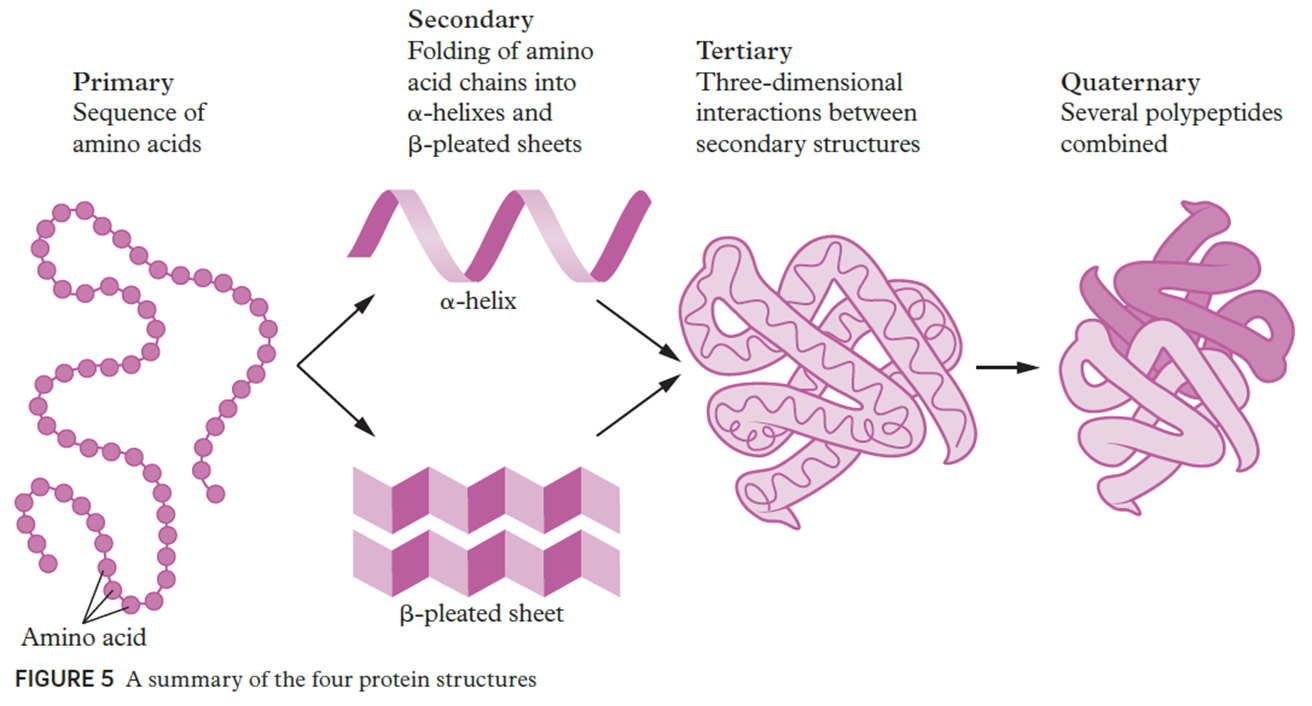 Primary
Sequence of
amino acids
Secondary
Folding of amino
acid chains into
α-helixes and
β-pleated sheets
Tertiary
Three-dimensional
interactions between
secondary structures
Quaternary
Several polypeptides
combined
α-helix
β-pleated sheet
Amino acid
FIGURE 5 A summary of the four protein structures